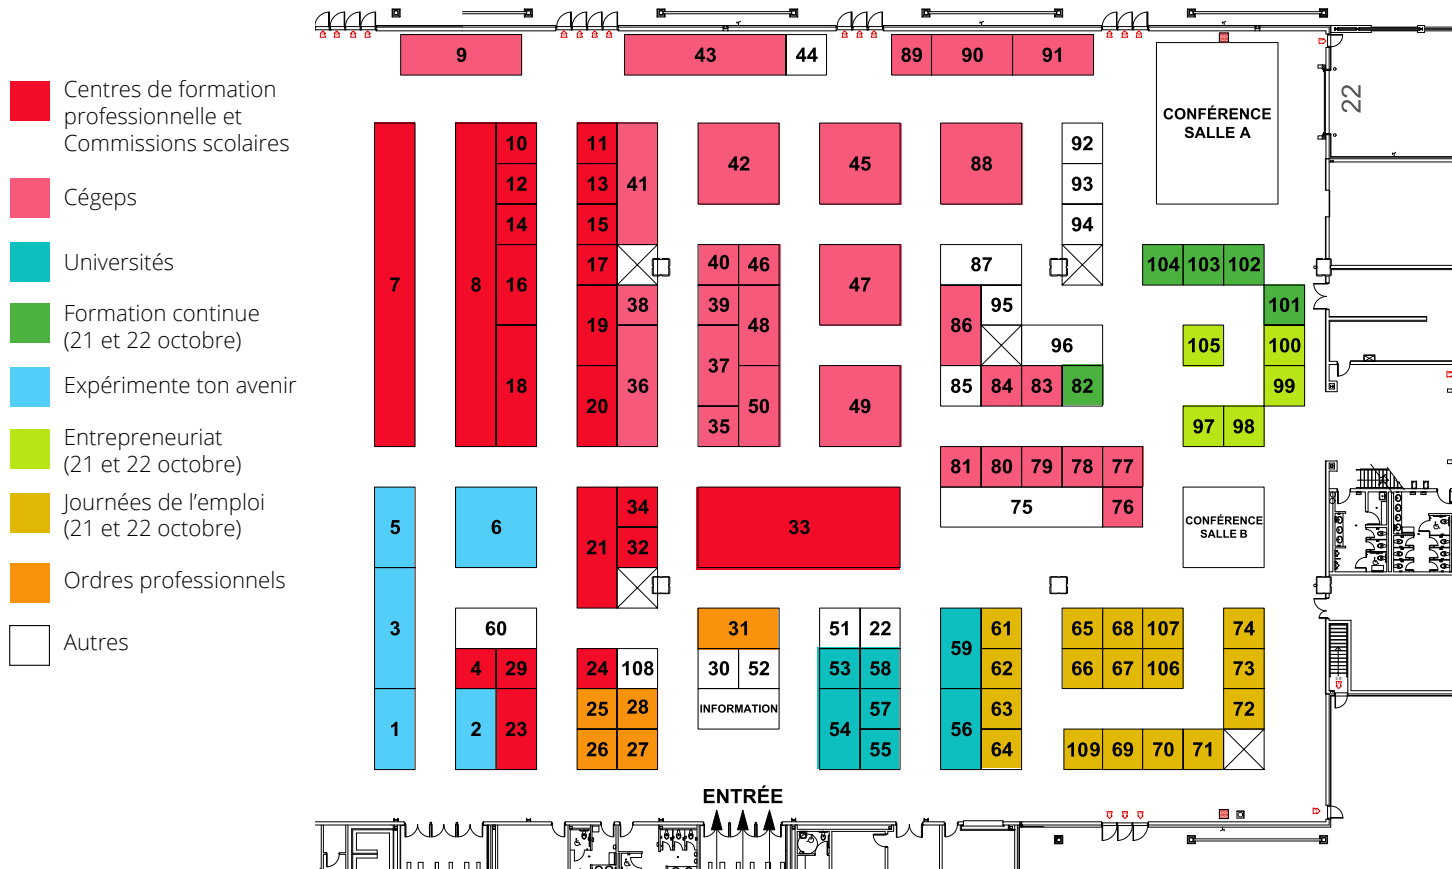 Centres de formation
professionnelle et
Commissions scolaires
Cégeps
Universités
Formation continue
(21 et 22 octobre)
Expérimente ton avenir
Entrepreneuriat
(21 et 22 octobre)
Journées de l'emploi
(21 et 22 octobre)
Ordres professionnels
Autres
9 43 44 89 90 91
CONFÉRENCE
SALLE A
22
10 11 42 45 88 92
12 13 41 93
14 15 94
7 8 16 17 40 46 47 87 104 103 102
38 39 95 101
19 48 86 96 105 100
18 20 36 37 50 49 85 84 83 82 99
35 97 98
81 80 79 78 77
75 76
5 6 21 34 33
32
CONFÉRENCE
SALLE B
3 60 31 51 22 59 61 65 68 107 74
4 29 24 108 30 52 53 58 62 66 67 106 73
INFORMATION
1 2 23 25 28 54 57 56 63 72
26 27 55 64 109 69 70 71
ENTRÉE